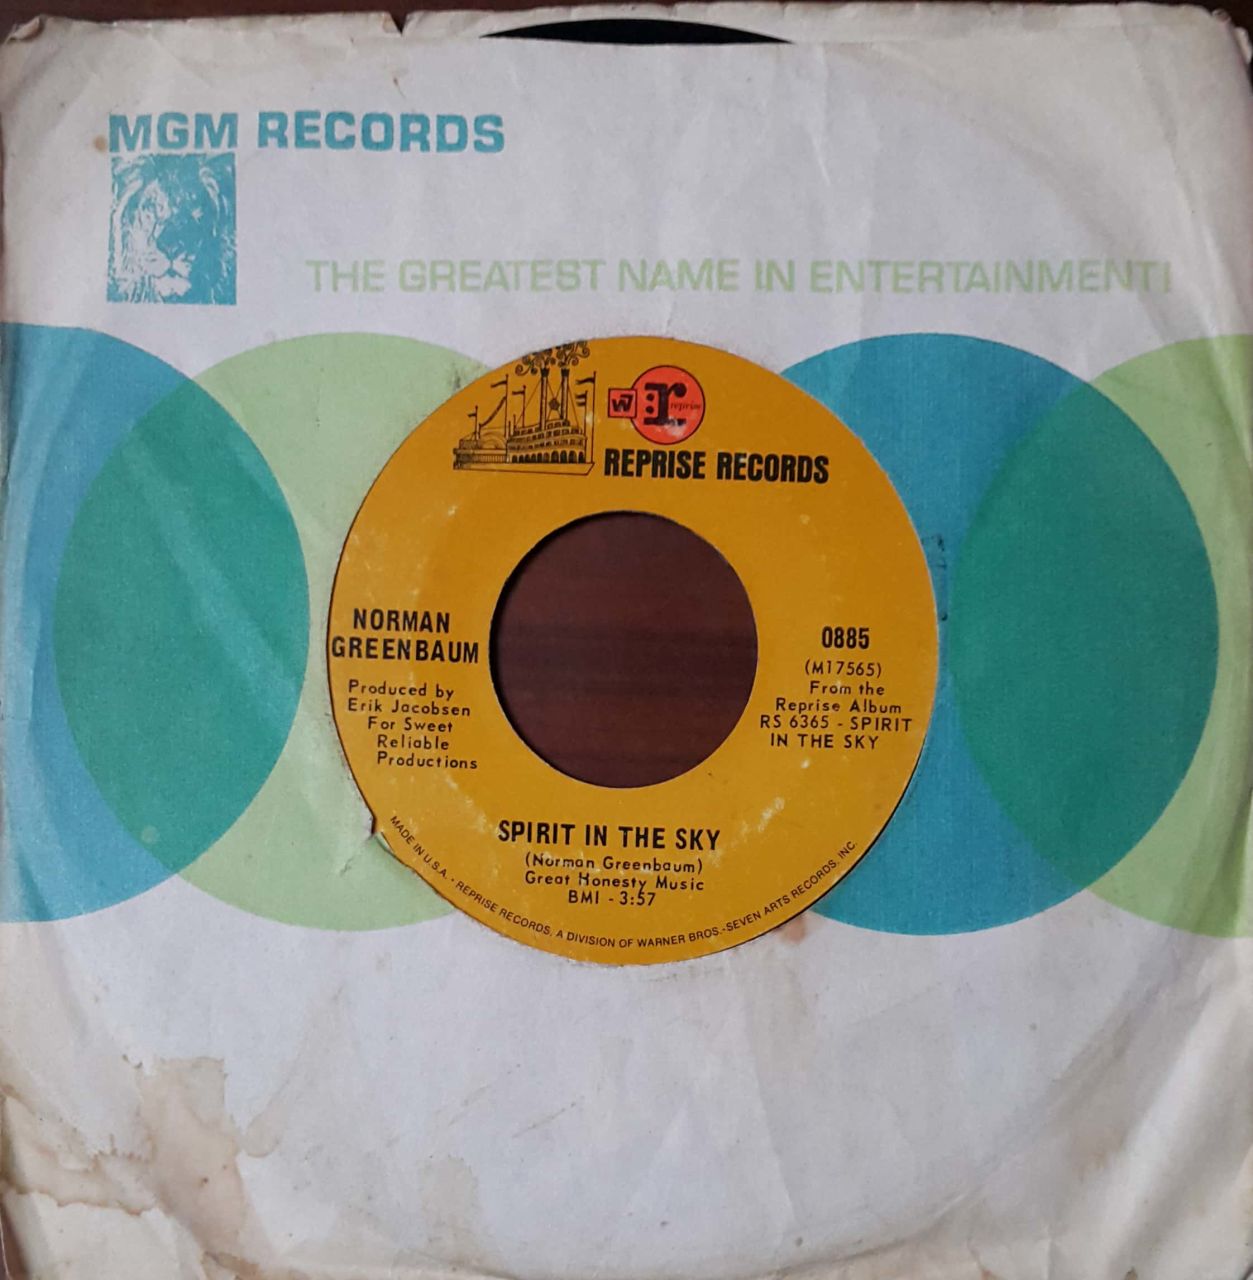 MGM RECORDS
THE GREATEST NAME IN ENTERTAINMENT!
W7 r reprise
REPRISE RECORDS
NORMAN
GREENBAUM
Produced by
Erik Jacobsen
For Sweet
Reliable
Productions
0885
(M17565)
From the
Reprise Album
RS 6365 - SPIRIT
IN THE SKY
SPIRIT IN THE SKY
(Norman Greenbaum)
Great Honesty Music
BMI - 3:57
MADE IN U.S.A. • REPRISE RECORDS, A DIVISION OF WARNER BROS.-SEVEN ARTS RECORDS, INC.